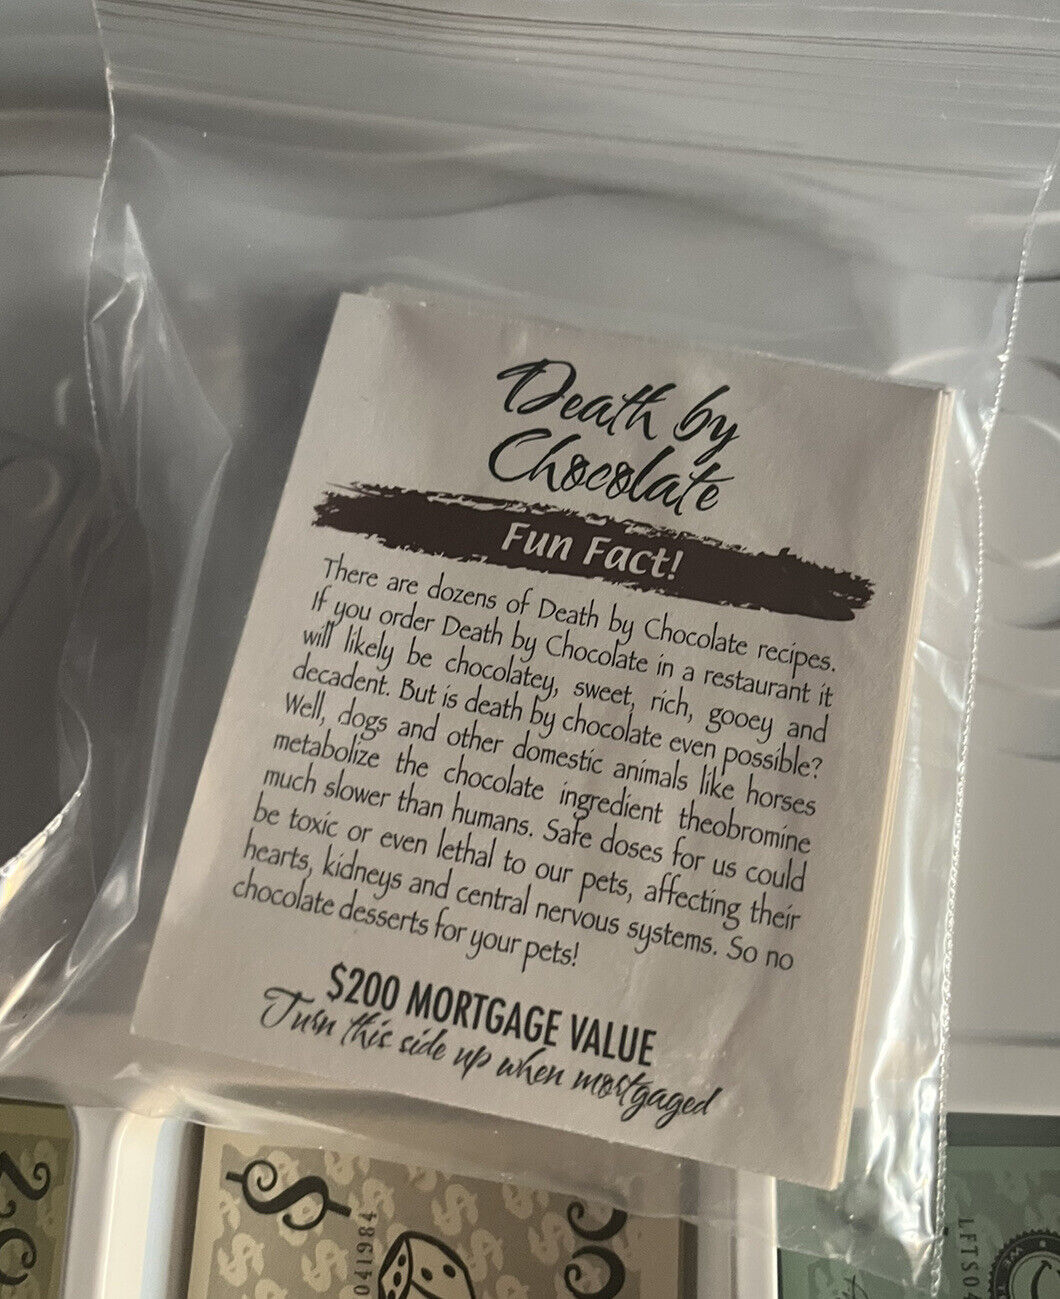 Death by
Chocolate
Fun Fact!
There are dozens of Death by Chocolate recipes.
If you order Death by Chocolate in a restaurant it
will likely be chocolatey, sweet, rich, gooey and
decadent. But is death by chocolate even possible?
Well, dogs and other domestic animals like horses
metabolize the chocolate ingredient theobromine
much slower than humans. Safe doses for us could
be toxic or even lethal to our pets, affecting their
hearts, kidneys and central nervous systems. So no
chocolate desserts for your pets!
$200 MORTGAGE VALUE
Turn this side up when mortgaged
$
041984
LFTS04